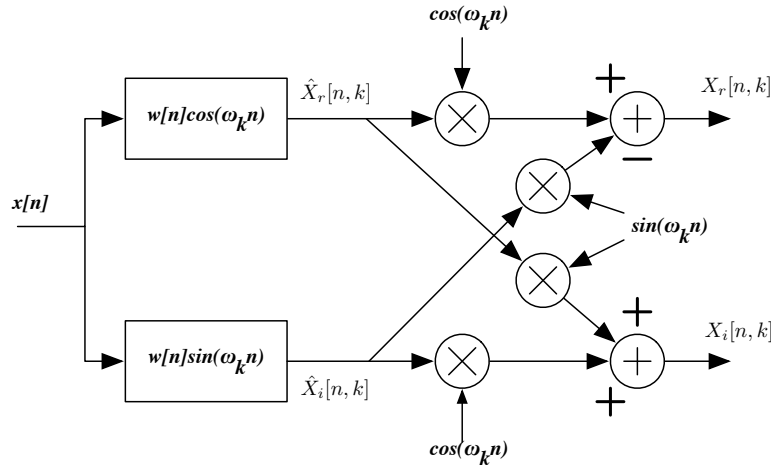 cos(ωₖn)
X̂ᵣ[n, k]
Xᵣ[n, k]
+
w[n]cos(ωₖn)
×
+
−
x[n]
×
sin(ωₖn)
×
+
w[n]sin(ωₖn)
×
+
Xᵢ[n, k]
X̂ᵢ[n, k]
+
cos(ωₖn)